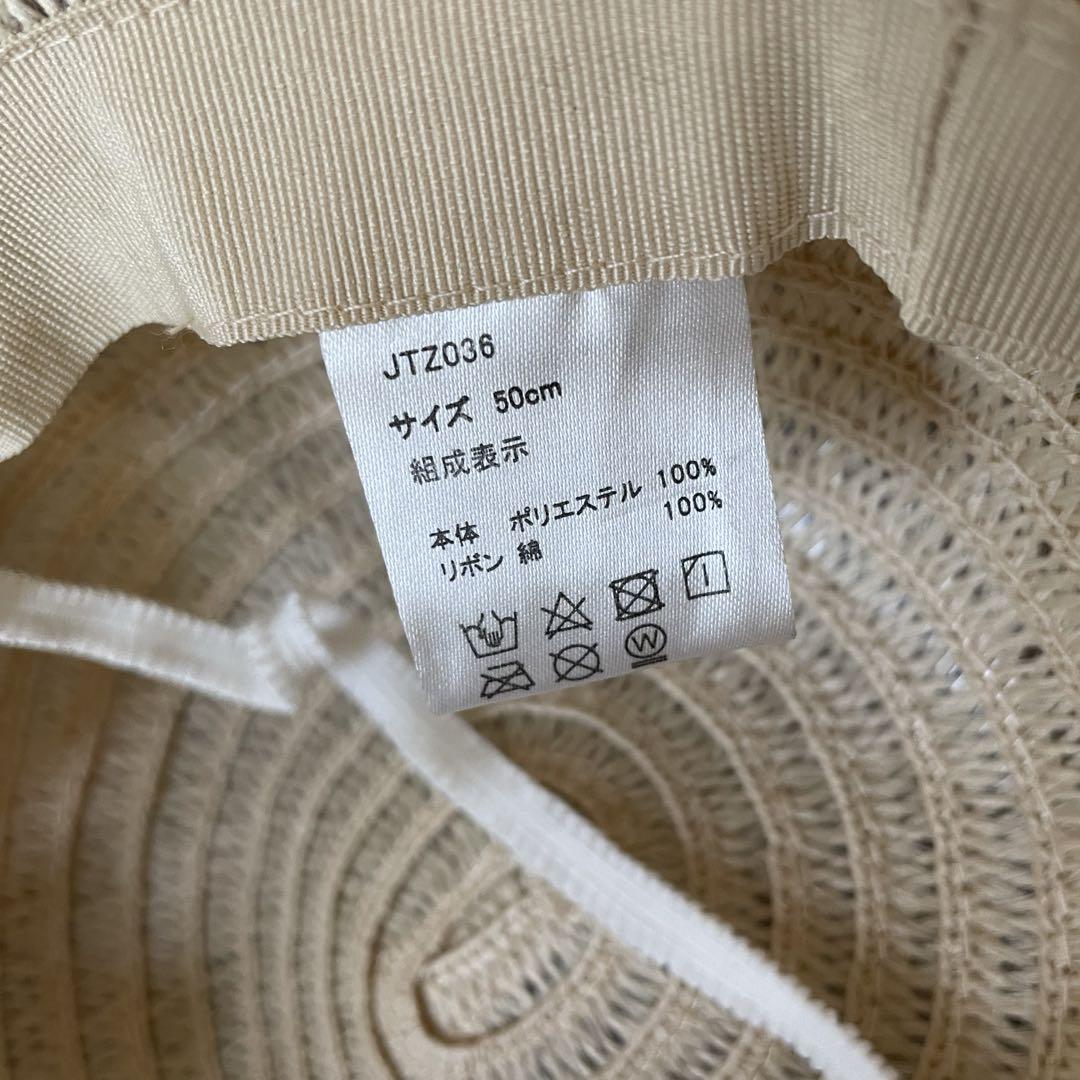 JTZ036
サイズ 50cm
組成表示
本体 ポリエステル 100%
リボン 綿 100%
W